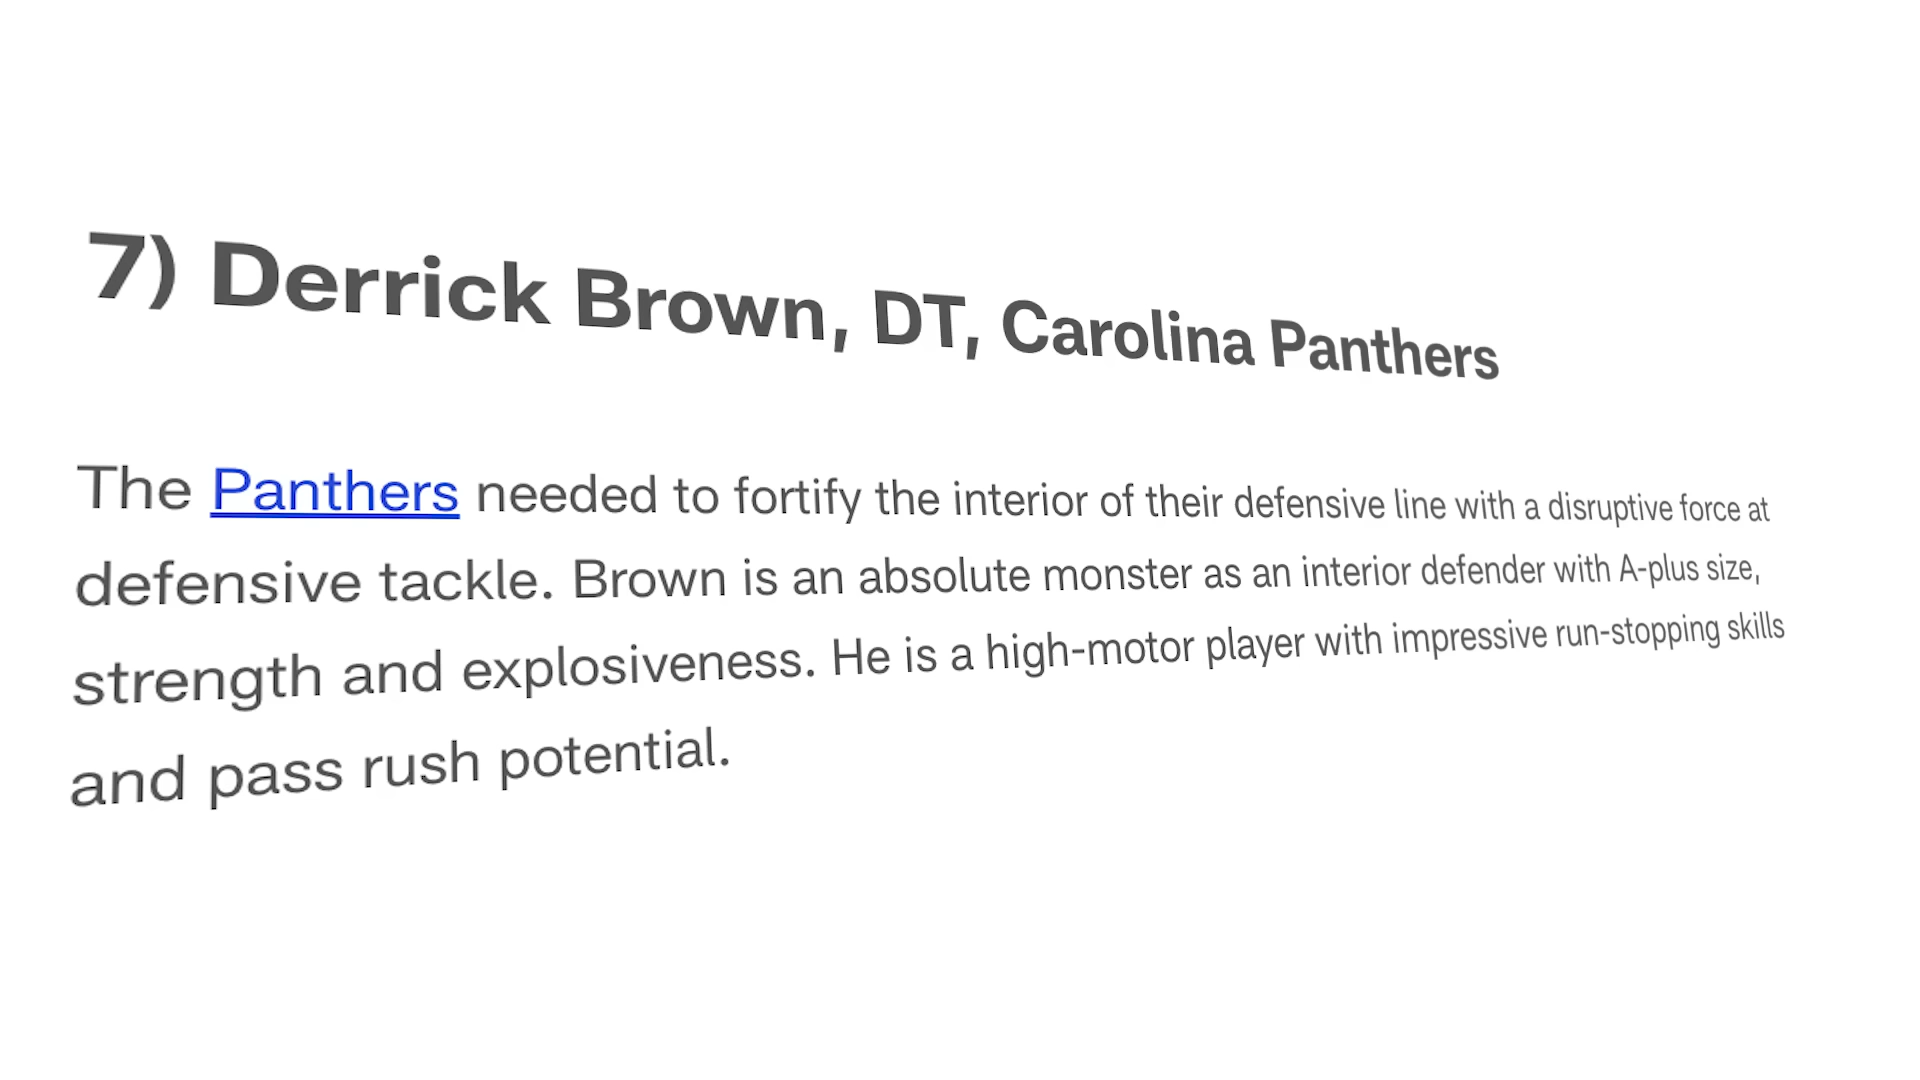 7) Derrick Brown, DT, Carolina Panthers
The Panthers needed to fortify the interior of their defensive line with a disruptive force at
defensive tackle. Brown is an absolute monster as an interior defender with A-plus size,
strength and explosiveness. He is a high-motor player with impressive run-stopping skills
and pass rush potential.